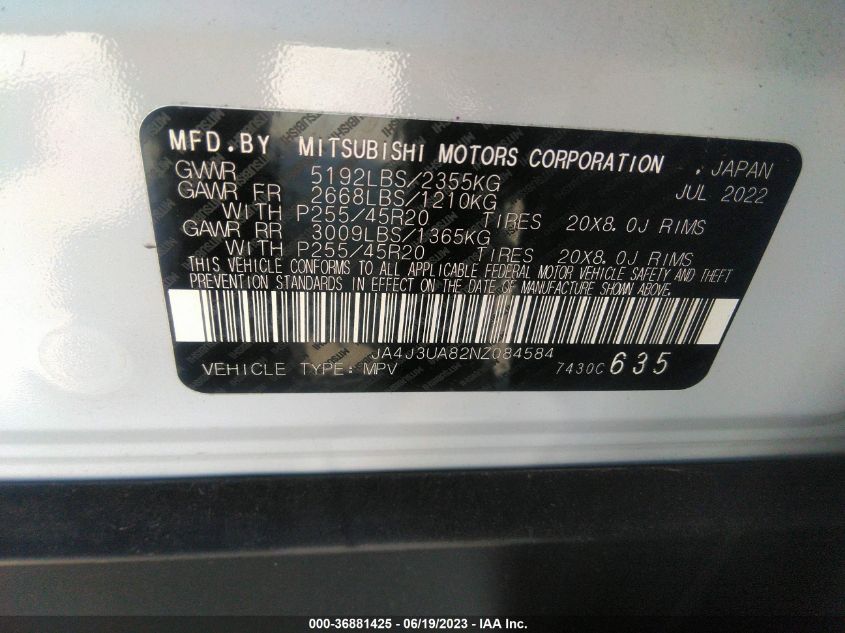 MFD.BY MITSUBISHI MOTORS CORPORATION . JAPAN
GVWR 5192LBS/2355KG JUL 2022
GAWR FR 2668LBS/1210KG
WITH P255/45R20 TIRES 20X8.0J RIMS
GAWR RR 3009LBS/1365KG
WITH P255/45R20 TIRES 20X8.0J RIMS
THIS VEHICLE CONFORMS TO ALL APPLICABLE FEDERAL MOTOR VEHICLE SAFETY AND THEFT
PREVENTION STANDARDS IN EFFECT ON THE DATE OF MANUFACTURE SHOWN ABOVE.
JA4J3UA82NZ084584
VEHICLE TYPE: MPV 7430C 635
000-36881425 - 06/19/2023 - IAA Inc.